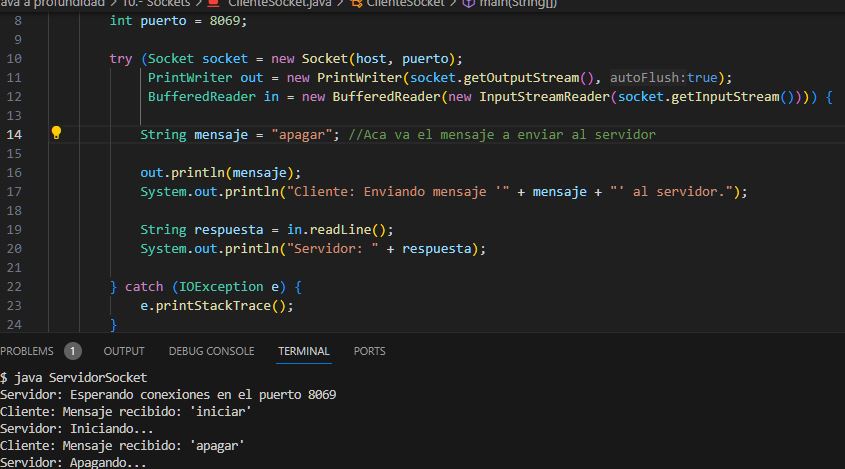 ava a profundidad > 10.- Sockets > ClienteSocket.java > ClienteSocket > main(String[])
8 int puerto = 8069;
9
10 try (Socket socket = new Socket(host, puerto);
11 PrintWriter out = new PrintWriter(socket.getOutputStream(), autoFlush:true);
12 BufferedReader in = new BufferedReader(new InputStreamReader(socket.getInputStream()))) {
13
14 String mensaje = "apagar"; //Aca va el mensaje a enviar al servidor
15
16 out.println(mensaje);
17 System.out.println("Cliente: Enviando mensaje '" + mensaje + "' al servidor.");
18
19 String respuesta = in.readLine();
20 System.out.println("Servidor: " + respuesta);
21
22 } catch (IOException e) {
23 e.printStackTrace();
24 }
PROBLEMS 1 OUTPUT DEBUG CONSOLE TERMINAL PORTS
$ java ServidorSocket
Servidor: Esperando conexiones en el puerto 8069
Cliente: Mensaje recibido: 'iniciar'
Servidor: Iniciando...
Cliente: Mensaje recibido: 'apagar'
Servidor: Apagando...